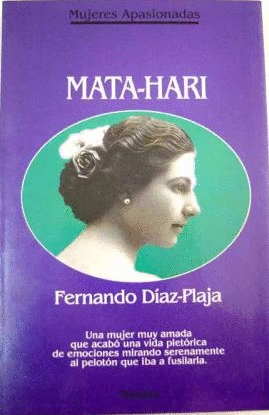 Mujeres Apasionadas
MATA-HARI
Fernando Díaz-Plaja
Una mujer muy amada
que acabó una vida pletórica
de emociones mirando serenamente
al pelotón que iba a fusilarla.